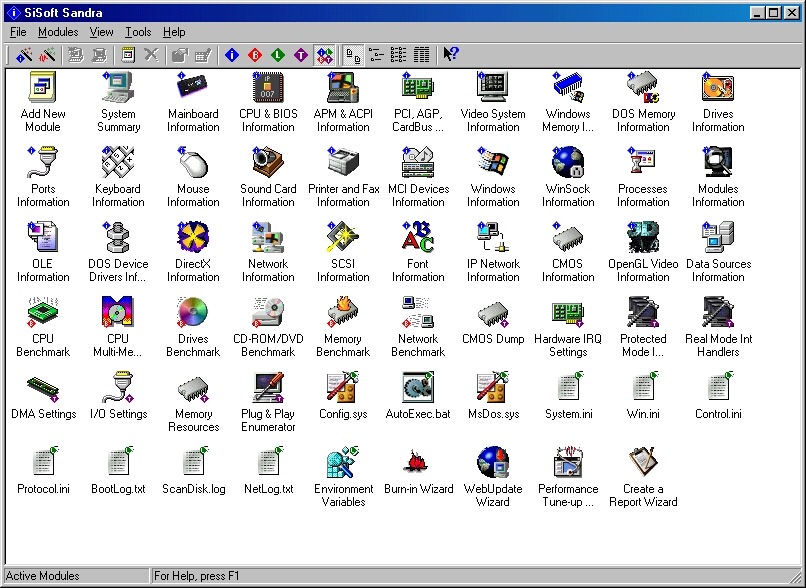 SiSoft Sandra
File Modules View Tools Help
Add New Module
System Summary
Mainboard Information
CPU & BIOS Information
APM & ACPI Information
PCI, AGP, CardBus ...
Video System Information
Windows Memory I...
DOS Memory Information
Drives Information
Ports Information
Keyboard Information
Mouse Information
Sound Card Information
Printer and Fax Information
MCI Devices Information
Windows Information
WinSock Information
Processes Information
Modules Information
OLE Information
DOS Device Drivers Inf...
DirectX Information
Network Information
SCSI Information
Font Information
IP Network Information
CMOS Information
OpenGL Video Information
Data Sources Information
CPU Benchmark
CPU Multi-Me...
Drives Benchmark
CD-ROM/DVD Benchmark
Memory Benchmark
Network Benchmark
CMOS Dump
Hardware IRQ Settings
Protected Mode I...
Real Mode Int Handlers
DMA Settings
I/O Settings
Memory Resources
Plug & Play Enumerator
Config.sys
AutoExec.bat
MsDos.sys
System.ini
Win.ini
Control.ini
Protocol.ini
BootLog.txt
ScanDisk.log
NetLog.txt
Environment Variables
Burn-in Wizard
WebUpdate Wizard
Performance Tune-up ...
Create a Report Wizard
Active Modules
For Help, press F1